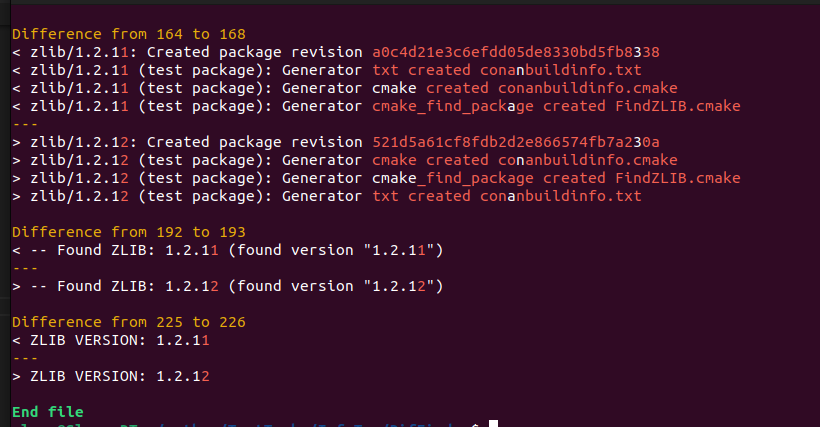 Difference from 164 to 168
< zlib/1.2.11: Created package revision a0c4d21e3c6efdd05de8330bd5fb8338
< zlib/1.2.11 (test package): Generator txt created conanbuildinfo.txt
< zlib/1.2.11 (test package): Generator cmake created conanbuildinfo.cmake
< zlib/1.2.11 (test package): Generator cmake_find_package created FindZLIB.cmake
---
> zlib/1.2.12: Created package revision 521d5a61cf8fdb2d2e866574fb7a230a
> zlib/1.2.12 (test package): Generator cmake created conanbuildinfo.cmake
> zlib/1.2.12 (test package): Generator cmake_find_package created FindZLIB.cmake
> zlib/1.2.12 (test package): Generator txt created conanbuildinfo.txt
Difference from 192 to 193
< -- Found ZLIB: 1.2.11 (found version "1.2.11")
---
> -- Found ZLIB: 1.2.12 (found version "1.2.12")
Difference from 225 to 226
< ZLIB VERSION: 1.2.11
---
> ZLIB VERSION: 1.2.12
End file